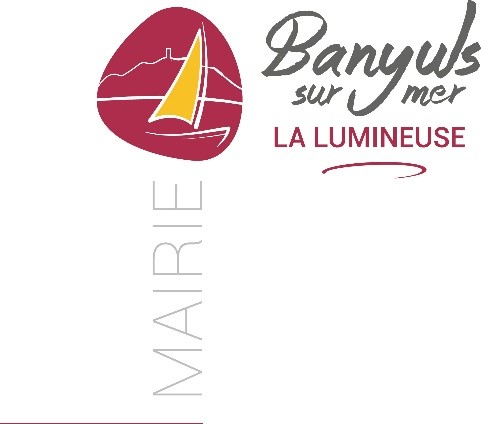 Banyuls
sur mer
LA LUMINEUSE
MAIRIE